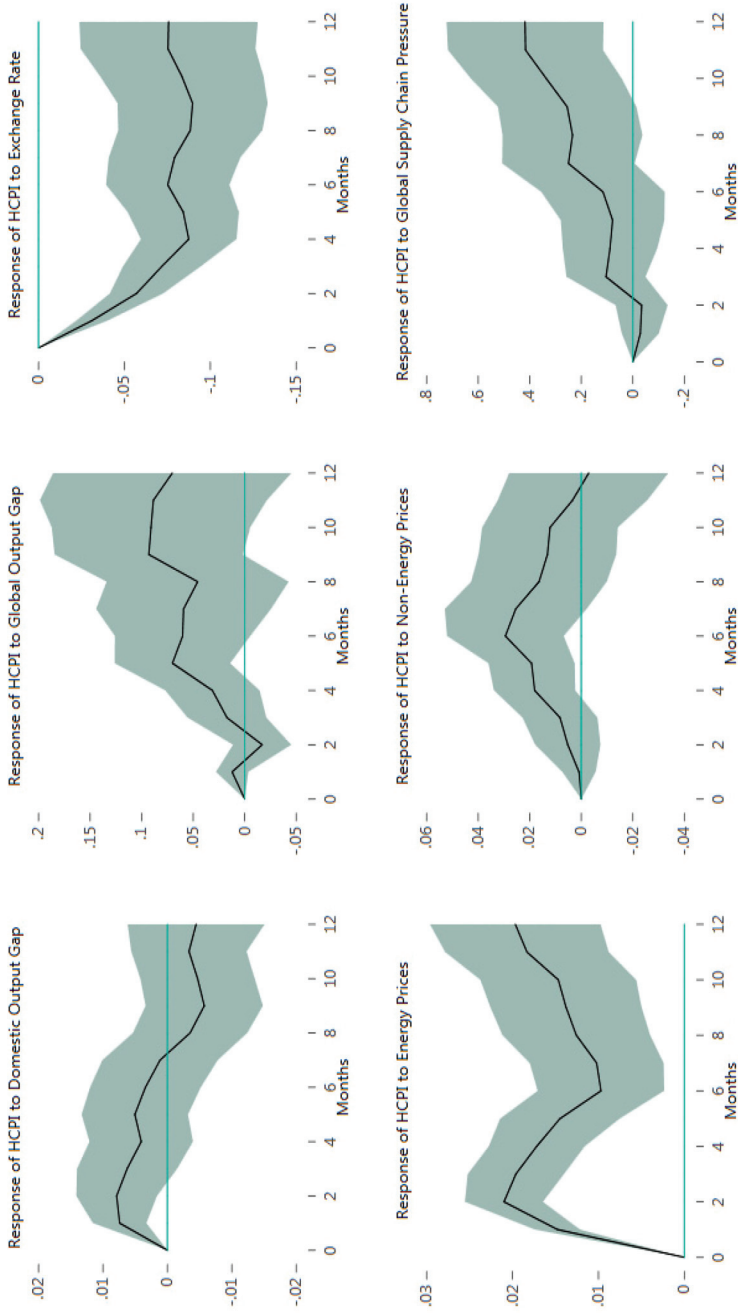 Response of HCPI to Domestic Output Gap
.02
.01
0
-.01
-.02
0 2 4 6 8 10 12
Months
Response of HCPI to Global Output Gap
.2
.15
.1
.05
0
-.05
0 2 4 6 8 10 12
Months
Response of HCPI to Exchange Rate
0
-.05
-.1
-.15
0 2 4 6 8 10 12
Months
Response of HCPI to Energy Prices
.03
.02
.01
0
0 2 4 6 8 10 12
Months
Response of HCPI to Non-Energy Prices
.06
.04
.02
0
-.02
-.04
0 2 4 6 8 10 12
Months
Response of HCPI to Global Supply Chain Pressure
.8
.6
.4
.2
0
-.2
0 2 4 6 8 10 12
Months